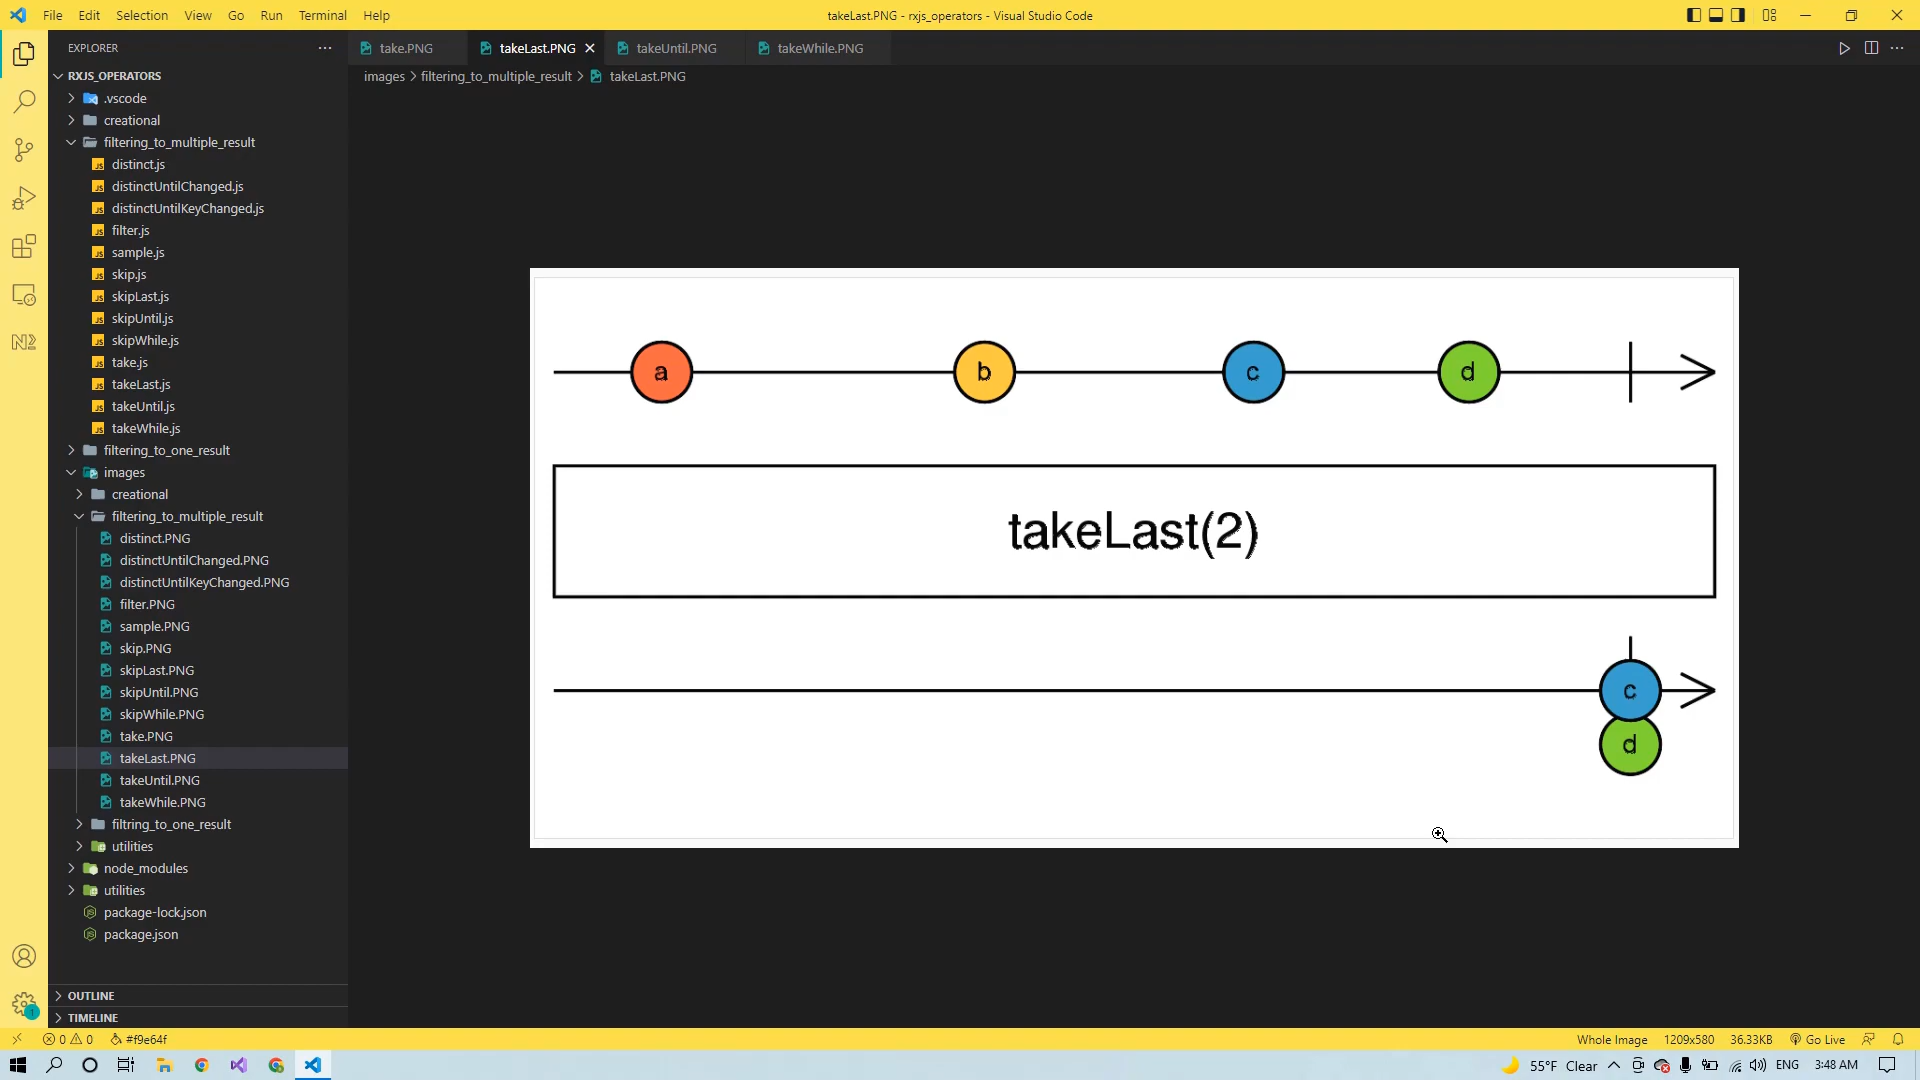 File Edit Selection View Go Run Terminal Help
takeLast.PNG - rxjs_operators - Visual Studio Code
EXPLORER
take.PNG
takeLast.PNG
takeUntil.PNG
takeWhile.PNG
images
filtering_to_multiple_result
takeLast.PNG
RXJS_OPERATORS
.vscode
creational
filtering_to_multiple_result
distinct.js
distinctUntilChanged.js
distinctUntilKeyChanged.js
filter.js
sample.js
skip.js
skipLast.js
skipUntil.js
skipWhile.js
take.js
takeLast.js
takeUntil.js
takeWhile.js
filtering_to_one_result
images
creational
filtering_to_multiple_result
distinct.PNG
distinctUntilChanged.PNG
distinctUntilKeyChanged.PNG
filter.PNG
sample.PNG
skip.PNG
skipLast.PNG
skipUntil.PNG
skipWhile.PNG
take.PNG
takeLast.PNG
takeUntil.PNG
takeWhile.PNG
filtring_to_one_result
utilities
node_modules
utilities
package-lock.json
package.json
OUTLINE
TIMELINE
a b c d
takeLast(2)
c
d
0 0 #f9e64f
Whole Image 1209x580 36.33KB Go Live
55°F Clear ENG 3:48 AM